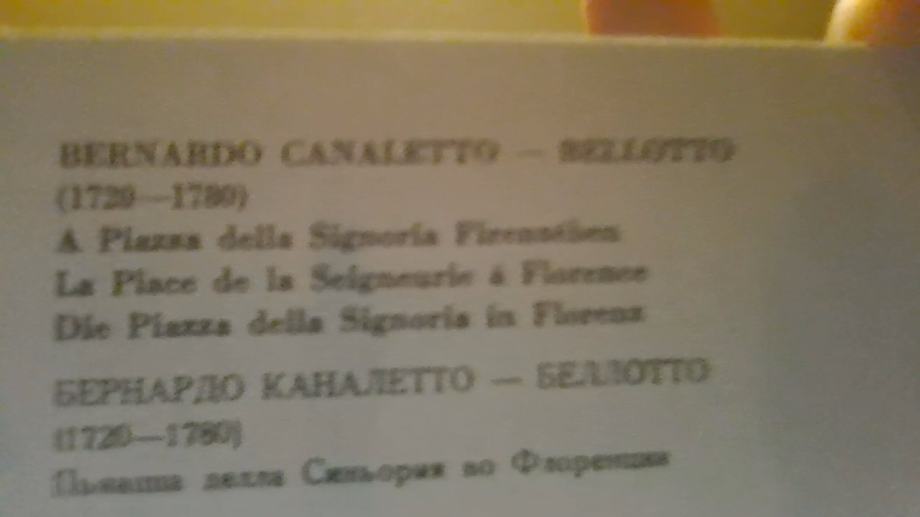 BERNARDO CANALETTO — BELLOTTO
(1720—1780)
A Piazza della Signoria Firenzében
La Place de la Seigneurie á Florence
Die Piazza della Signoria in Florenz
БЕРНАРДО КАНАЛЕТТО — БЕЛЛОТТО
(1720—1780)
делла Синьория во Флоренции